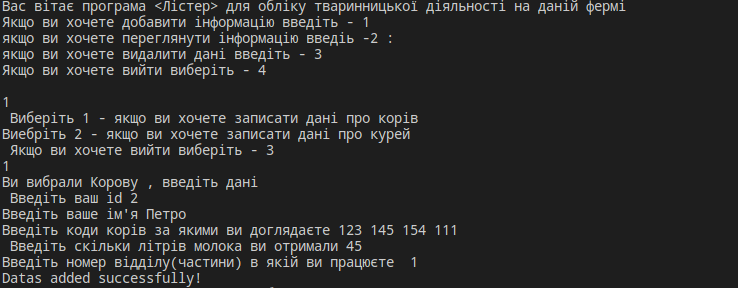 Вас вітає програма <Лістер> для обліку тваринницької діяльності на даній фермі
Якщо ви хочете добавити інформацію введіть - 1
якщо ви хочете переглянути інформацію введіь -2 :
якщо ви хочете видалити дані введіть - 3
Якщо ви хочете вийти виберіть - 4
1
Виберіть 1 - якщо ви хочете записати дані про корів
Виебріть 2 - якщо ви хочете записати дані про курей
Якщо ви хочете вийти виберіть - 3
1
Ви вибрали Корову , введіть дані
Введіть ваш id 2
Введіть ваше ім'я Петро
Введіть коди корів за якими ви доглядаєте 123 145 154 111
Введіть скільки літрів молока ви отримали 45
Введіть номер відділу(частини) в якій ви працюєте  1
Datas added successfully!